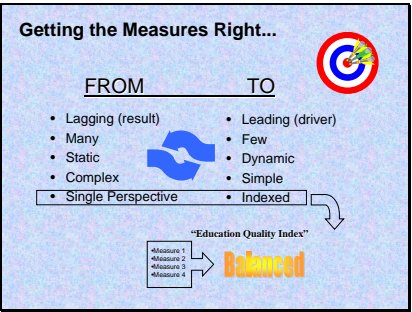 Getting the Measures Right...
FROM TO
• Lagging (result) • Leading (driver)
• Many • Few
• Static • Dynamic
• Complex • Simple
• Single Perspective • Indexed
“Education Quality Index”
•Measure 1
•Measure 2
•Measure 3
•Measure 4
Balanced